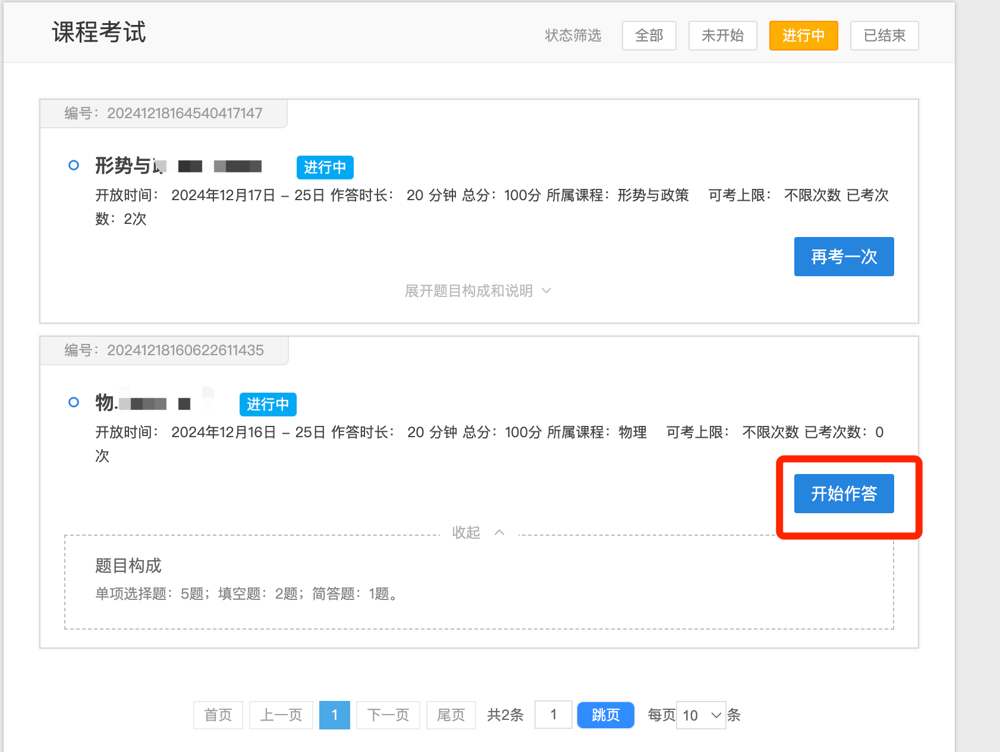 课程考试
状态筛选 全部 未开始 进行中 已结束
编号：20241218164540417147
形势与 进行中
开放时间： 2024年12月17日 – 25日 作答时长： 20 分钟 总分：100分 所属课程：形势与政策 可考上限： 不限次数 已考次
数：2次
再考一次
展开题目构成和说明
编号：20241218160622611435
物 进行中
开放时间： 2024年12月16日 – 25日 作答时长： 20 分钟 总分：100分 所属课程：物理 可考上限： 不限次数 已考次数：0
次
开始作答
收起
题目构成
单项选择题：5题；填空题：2题；简答题：1题。
首页 上一页 1 下一页 尾页 共2条 1 跳页 每页 10 条